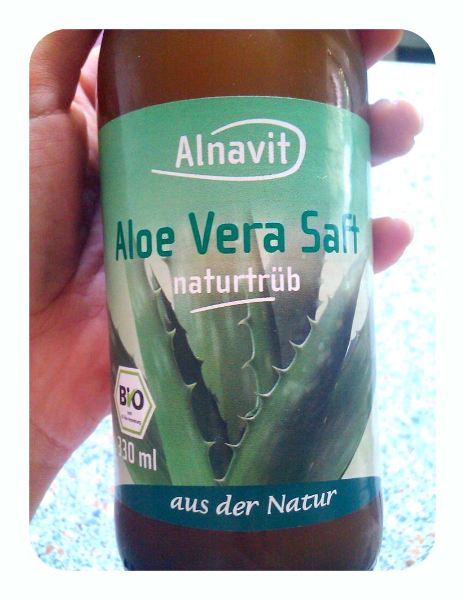 Alnavit
Aloe Vera Saft
naturtrüb
BIO
330 ml
aus der Natur